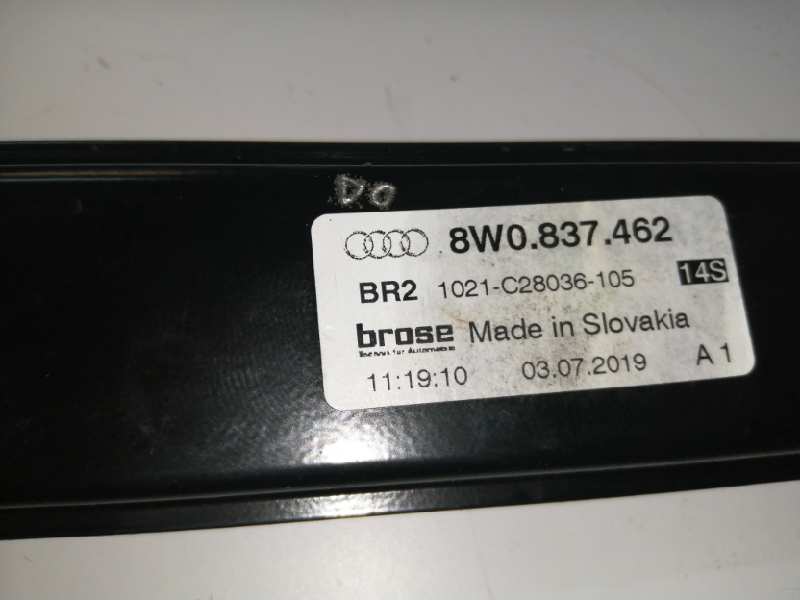 DO
8W0.837.462
BR2 1021-C28036-105 14S
brose Made in Slovakia
11:19:10 03.07.2019 A 1